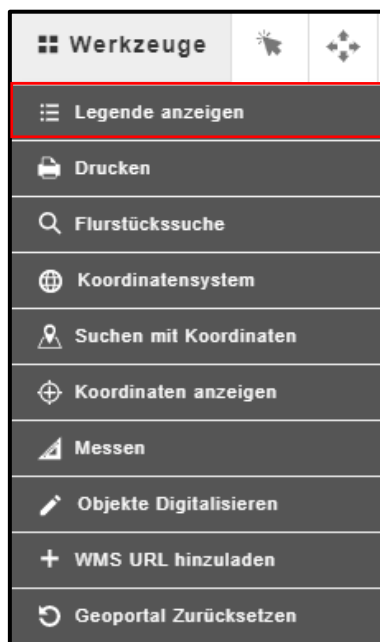 Werkzeuge
Legende anzeigen
Drucken
Flurstückssuche
Koordinatensystem
Suchen mit Koordinaten
Koordinaten anzeigen
Messen
Objekte Digitalisieren
WMS URL hinzuladen
Geoportal Zurücksetzen